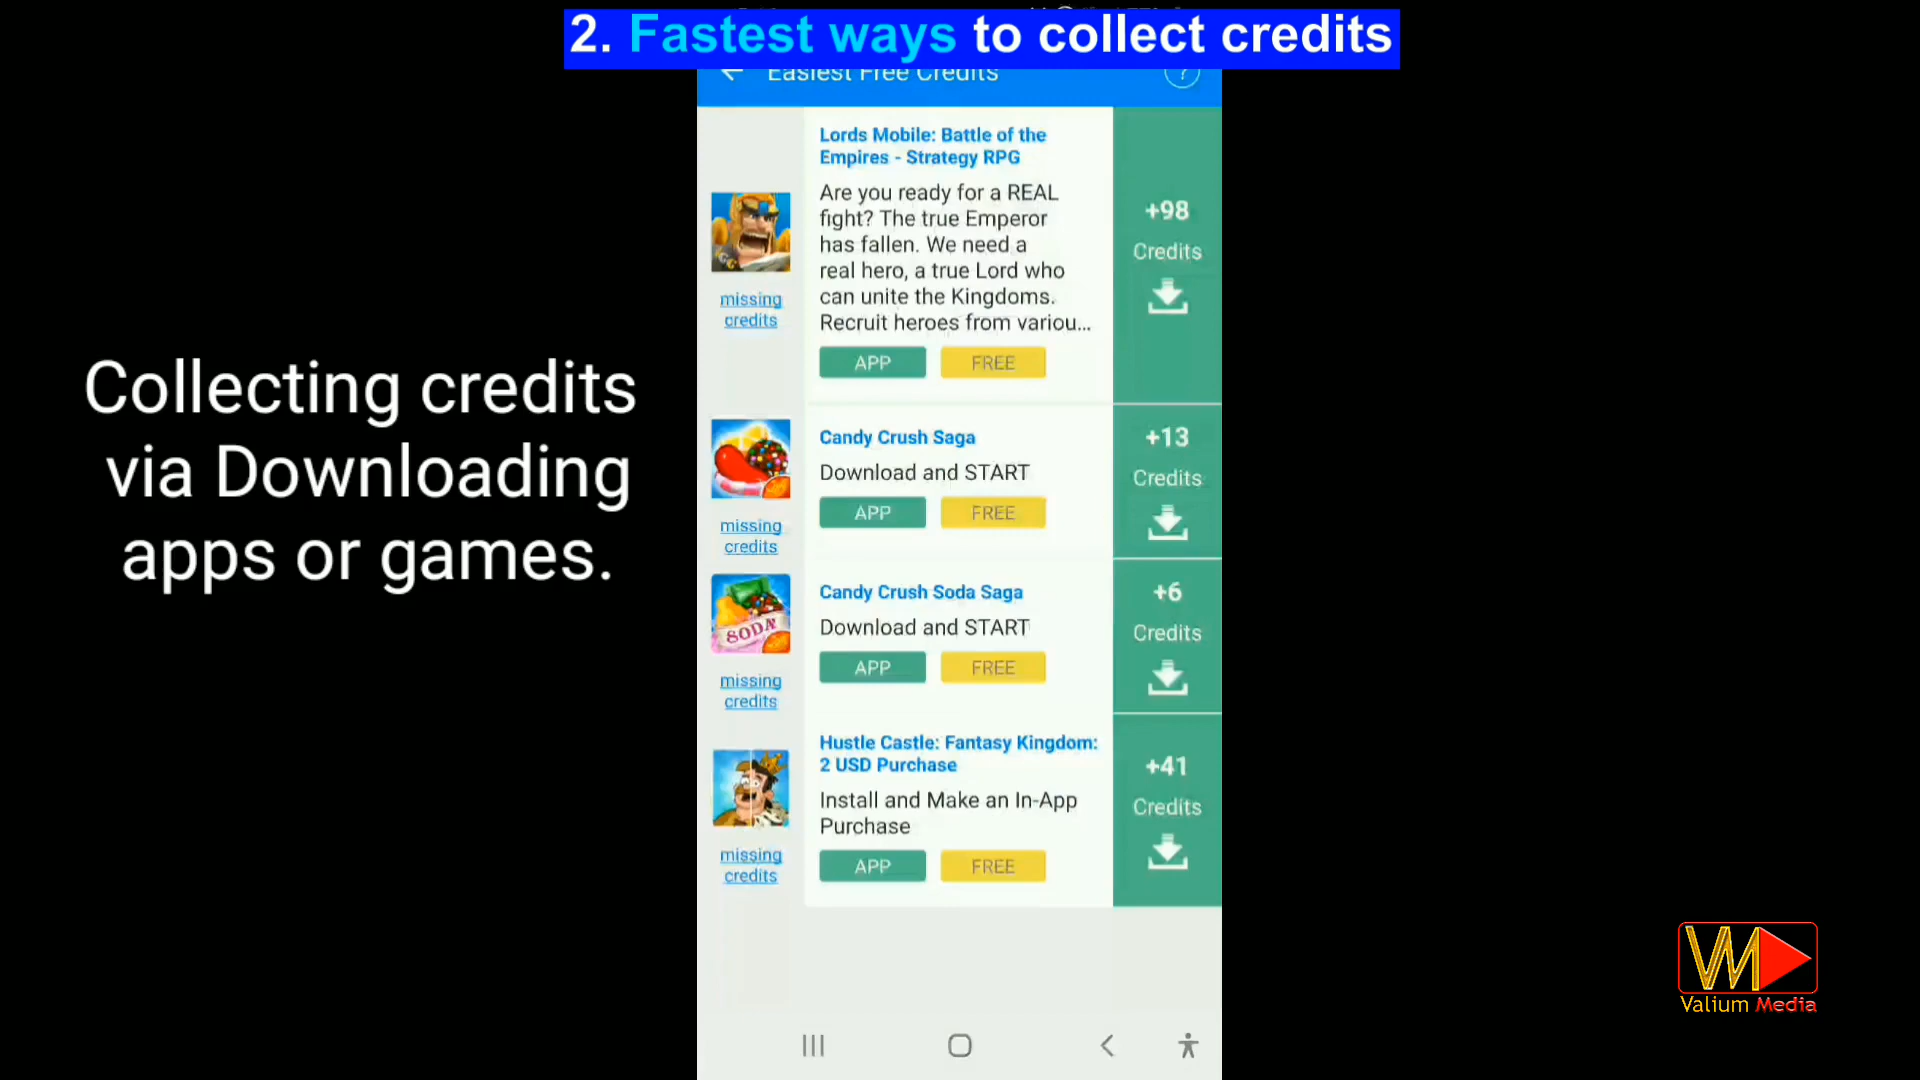 2. Fastest ways to collect credits
Easiest Free Credits
?
Collecting credits
via Downloading
apps or games.
Lords Mobile: Battle of the
Empires - Strategy RPG
Are you ready for a REAL
fight? The true Emperor
has fallen. We need a
real hero, a true Lord who
can unite the Kingdoms.
Recruit heroes from variou...
APP FREE
missing
credits
+98
Credits
Candy Crush Saga
Download and START
APP FREE
missing
credits
+13
Credits
SODA
Candy Crush Soda Saga
Download and START
APP FREE
missing
credits
+6
Credits
Hustle Castle: Fantasy Kingdom:
2 USD Purchase
Install and Make an In-App
Purchase
APP FREE
missing
credits
+41
Credits
VM
Valium Media